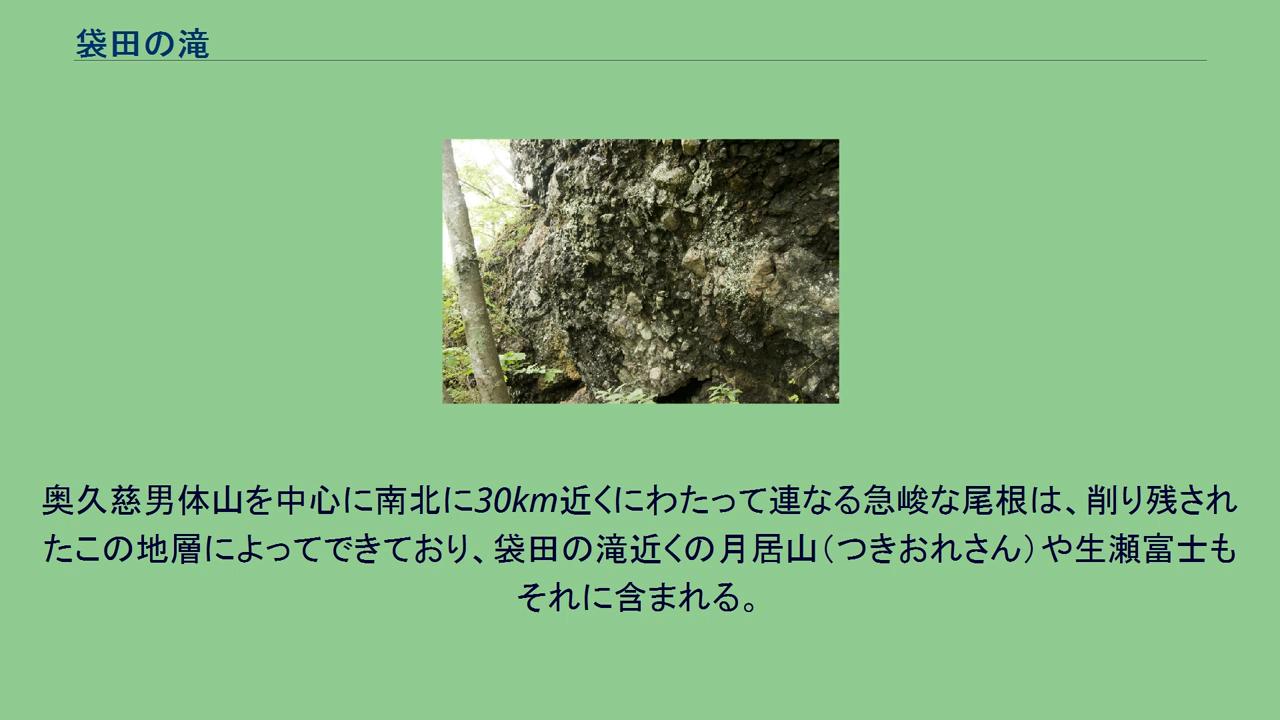 袋田の滝
奥久慈男体山を中心に南北に30km近くにわたって連なる急峻な尾根は、削り残され
たこの地層によってできており、袋田の滝近くの月居山（つきおれさん）や生瀬富士も
それに含まれる。